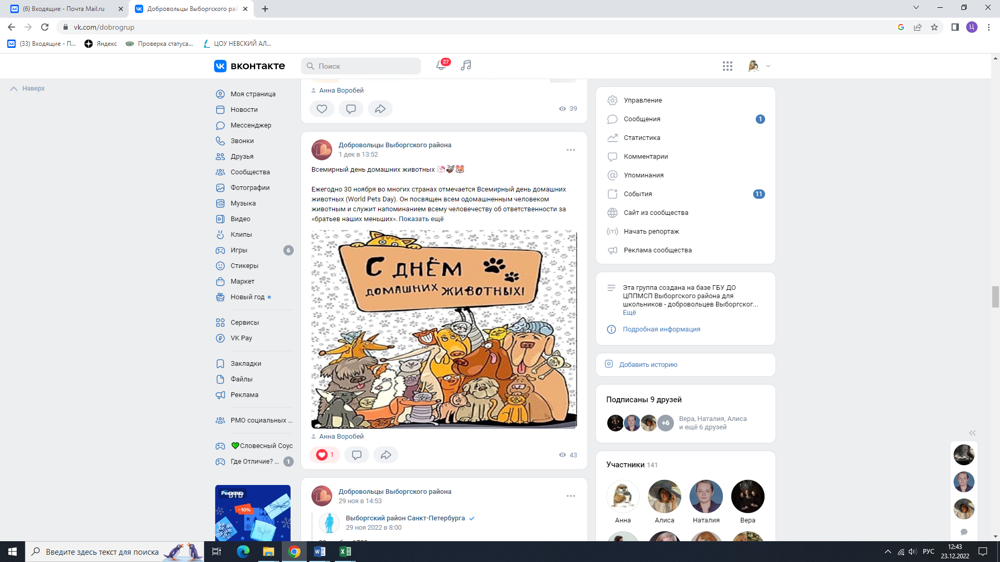 (6) Входящие - Почта Mail.ru
Добровольцы Выборгского рай
vk.com/dobrogrup
(33) Входящие - П...
Яндекс
Проверка статуса...
ЦОУ НЕВСКИЙ АЛ...
вконтакте
Поиск
27
Наверх
Моя страница
Новости
Мессенджер
Звонки
Друзья
Сообщества
Фотографии
Музыка
Видео
Клипы
Игры 6
Стикеры
Маркет
Новый год
Сервисы
VK Pay
Закладки
Файлы
Реклама
РМО социальных ...
Словесный Соус
Где Отличие? ... 1
Реклама
ВТБ
-10%
Анна Воробей
39
Добровольцы Выборгского района
1 дек в 13:52
Всемирный день домашних животных
Ежегодно 30 ноября во многих странах отмечается Всемирный день домашних
животных (World Pets Day). Он посвящен всем одомашненным человеком
животным и служит напоминанием всему человечеству об ответственности за
«братьев наших меньших». Показать ещё
С ДНЁМ
ДОМАШНИХ ЖИВОТНЫХ!
Анна Воробей
1
43
Добровольцы Выборгского района
29 ноя в 14:53
Выборгский район Санкт-Петербурга
29 ноя 2022 в 8:00
Управление
Сообщения 1
Статистика
Комментарии
Упоминания
События 11
Сайт из сообщества
Начать репортаж
Реклама сообщества
Эта группа создана на базе ГБУ ДО
ЦППМСП Выборгского района для
школьников - добровольцев Выборгског...
Ещё
Подробная информация
Добавить историю
Подписаны 9 друзей
+6
Вера, Наталия, Алиса
и ещё 6 друзей
Участники 141
Анна
Алиса
Наталия
Вера
Ц
Введите здесь текст для поиска
РУС
12:43
23.12.2022